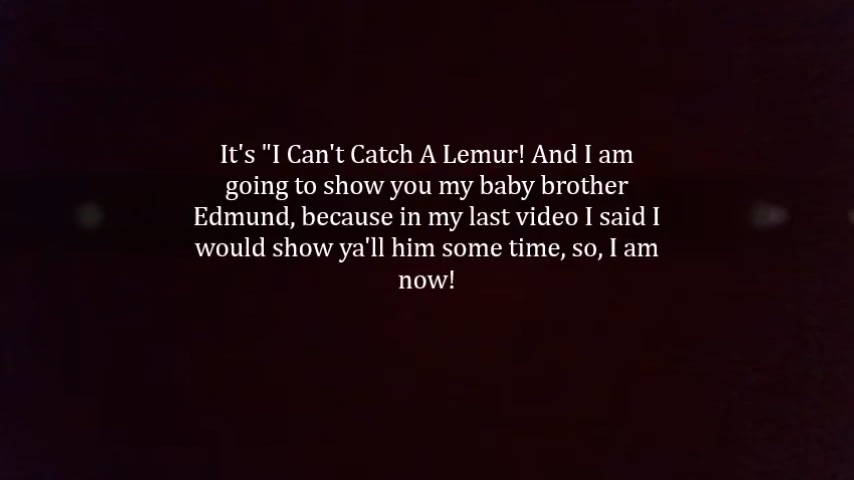 It's "I Can't Catch A Lemur! And I am
going to show you my baby brother
Edmund, because in my last video I said I
would show ya'll him some time, so, I am
now!